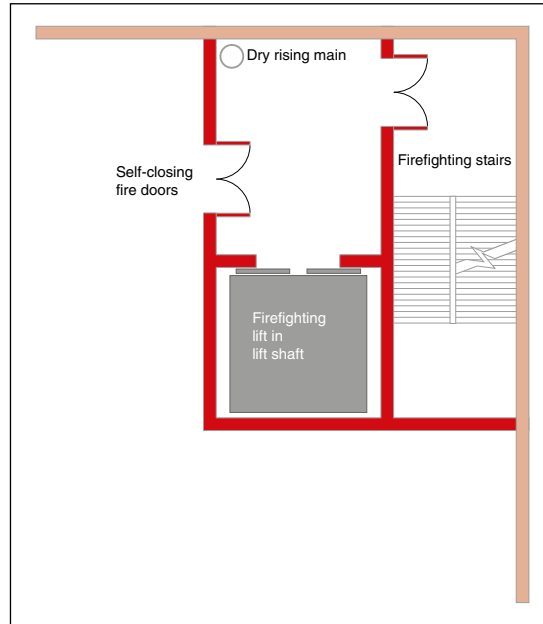 Dry rising main
Self-closing
fire doors
Firefighting stairs
Firefighting
lift in
lift shaft